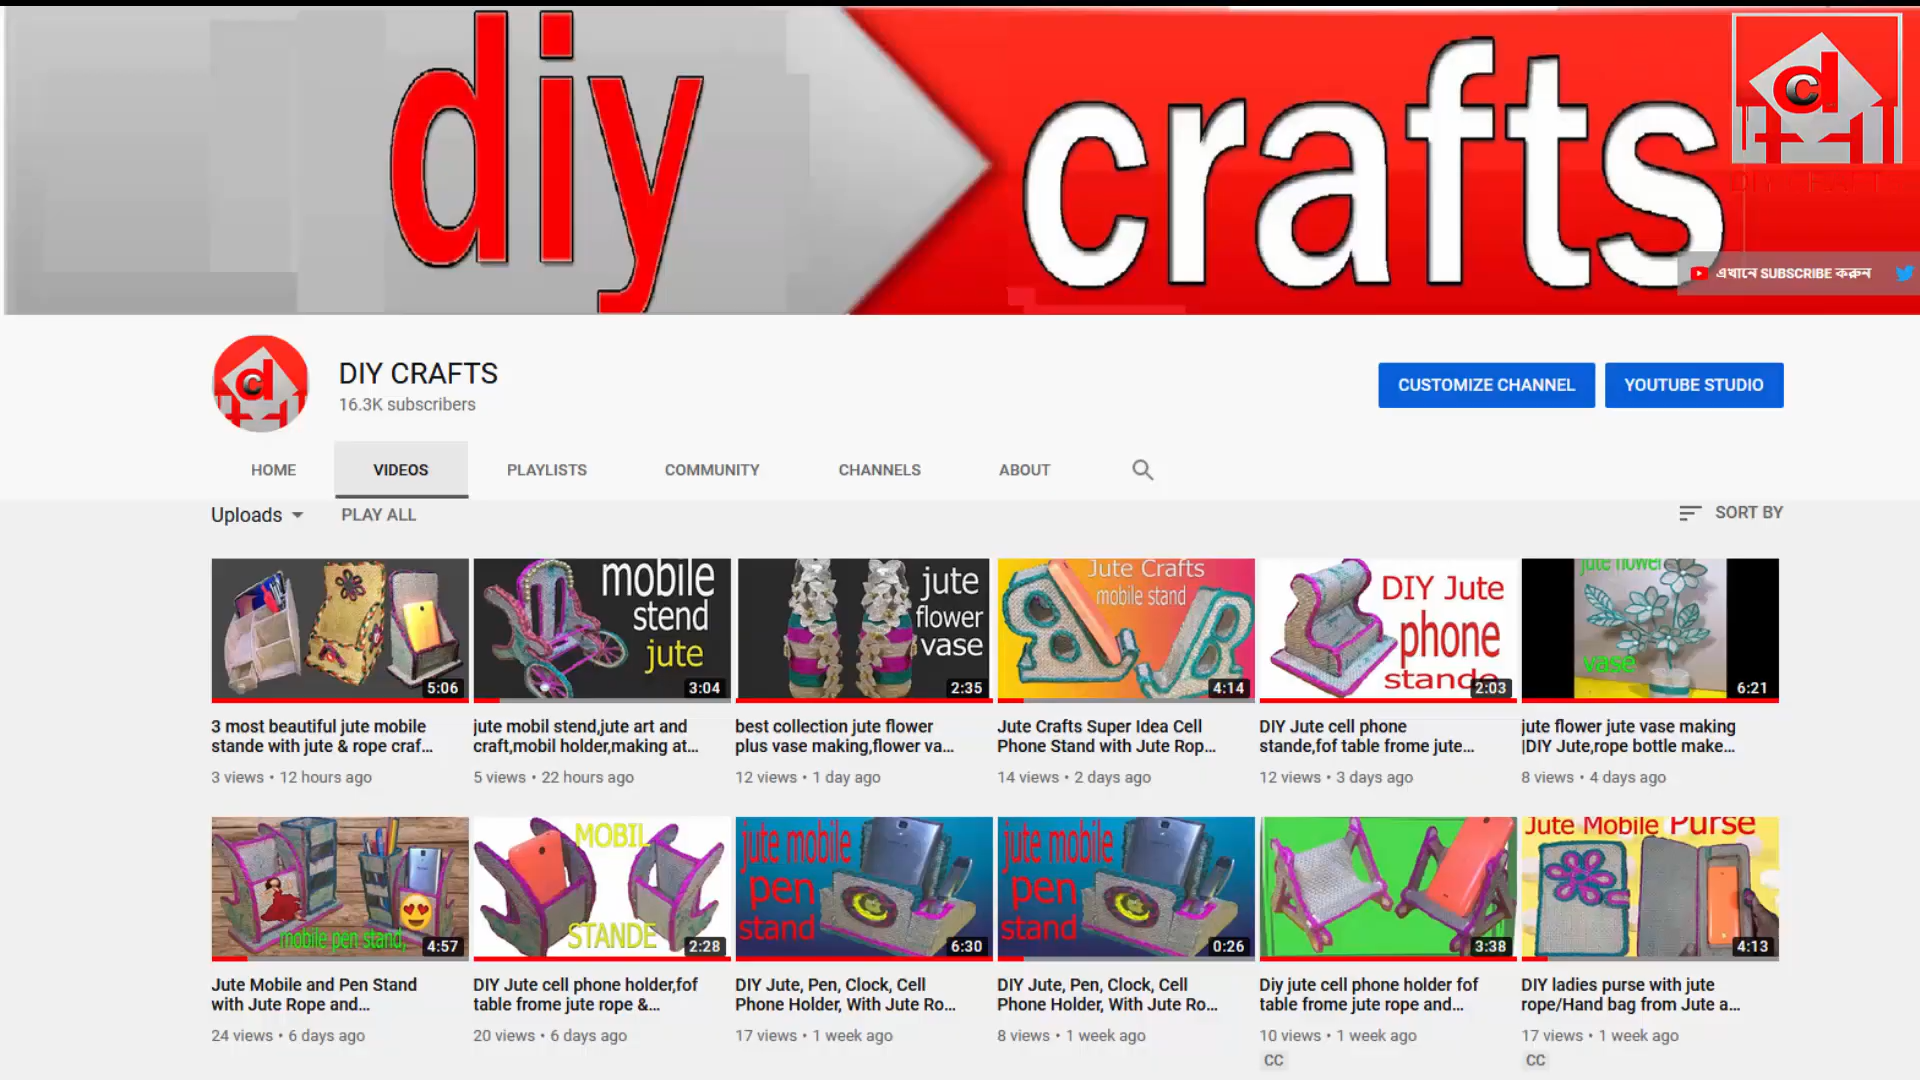 diy crafts
DIY CRAFT
এখানে SUBSCRIBE করুন
DIY CRAFTS
16.3K subscribers
CUSTOMIZE CHANNEL
YOUTUBE STUDIO
HOME
VIDEOS
PLAYLISTS
COMMUNITY
CHANNELS
ABOUT
Uploads
PLAY ALL
SORT BY
5:06
mobile
stend
jute
3:04
jute
flower
vase
2:35
Jute Crafts
mobile stand
4:14
DIY Jute
phone
stande
2:03
jute flower
vase
6:21
3 most beautiful jute mobile
stande with jute & rope craf...
3 views • 12 hours ago
jute mobil stend,jute art and
craft,mobil holder,making at...
5 views • 22 hours ago
best collection jute flower
plus vase making,flower va...
12 views • 1 day ago
Jute Crafts Super Idea Cell
Phone Stand with Jute Rop...
14 views • 2 days ago
DIY Jute cell phone
stande,fof table frome jute...
12 views • 3 days ago
jute flower jute vase making
|DIY Jute,rope bottle make...
8 views • 4 days ago
mobile pen stand,
4:57
MOBIL
STANDE
2:28
jute mobile
pen
stand
6:30
jute mobile
pen
stand
0:26
3:38
Jute Mobile Purse
4:13
Jute Mobile and Pen Stand
with Jute Rope and...
24 views • 6 days ago
DIY Jute cell phone holder,fof
table frome jute rope &...
20 views • 6 days ago
DIY Jute, Pen, Clock, Cell
Phone Holder, With Jute Ro...
17 views • 1 week ago
DIY Jute, Pen, Clock, Cell
Phone Holder, With Jute Ro...
8 views • 1 week ago
Diy jute cell phone holder fof
table frome jute rope and...
10 views • 1 week ago
CC
DIY ladies purse with jute
rope/Hand bag from Jute a...
17 views • 1 week ago
CC